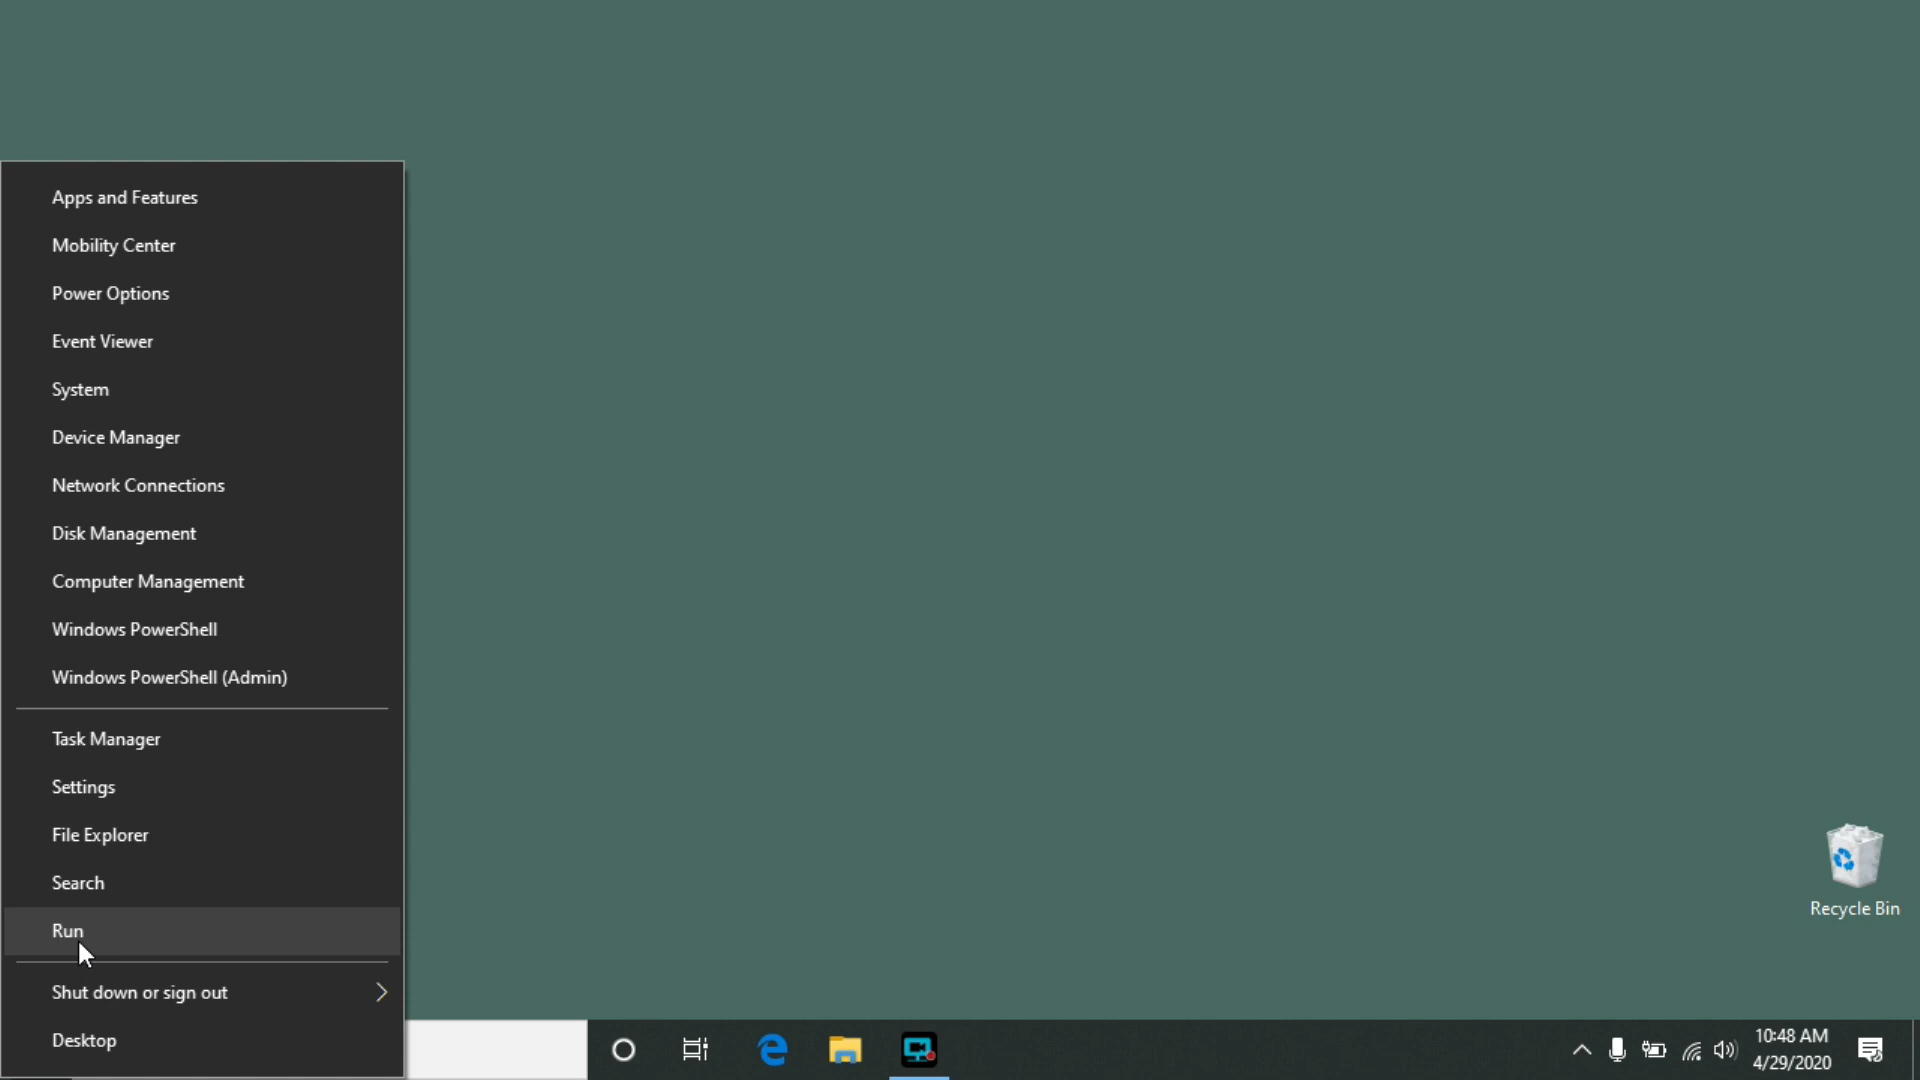 Apps and Features
Mobility Center
Power Options
Event Viewer
System
Device Manager
Network Connections
Disk Management
Computer Management
Windows PowerShell
Windows PowerShell (Admin)
Task Manager
Settings
File Explorer
Search
Run
Shut down or sign out
Desktop
Recycle Bin
10:48 AM
4/29/2020